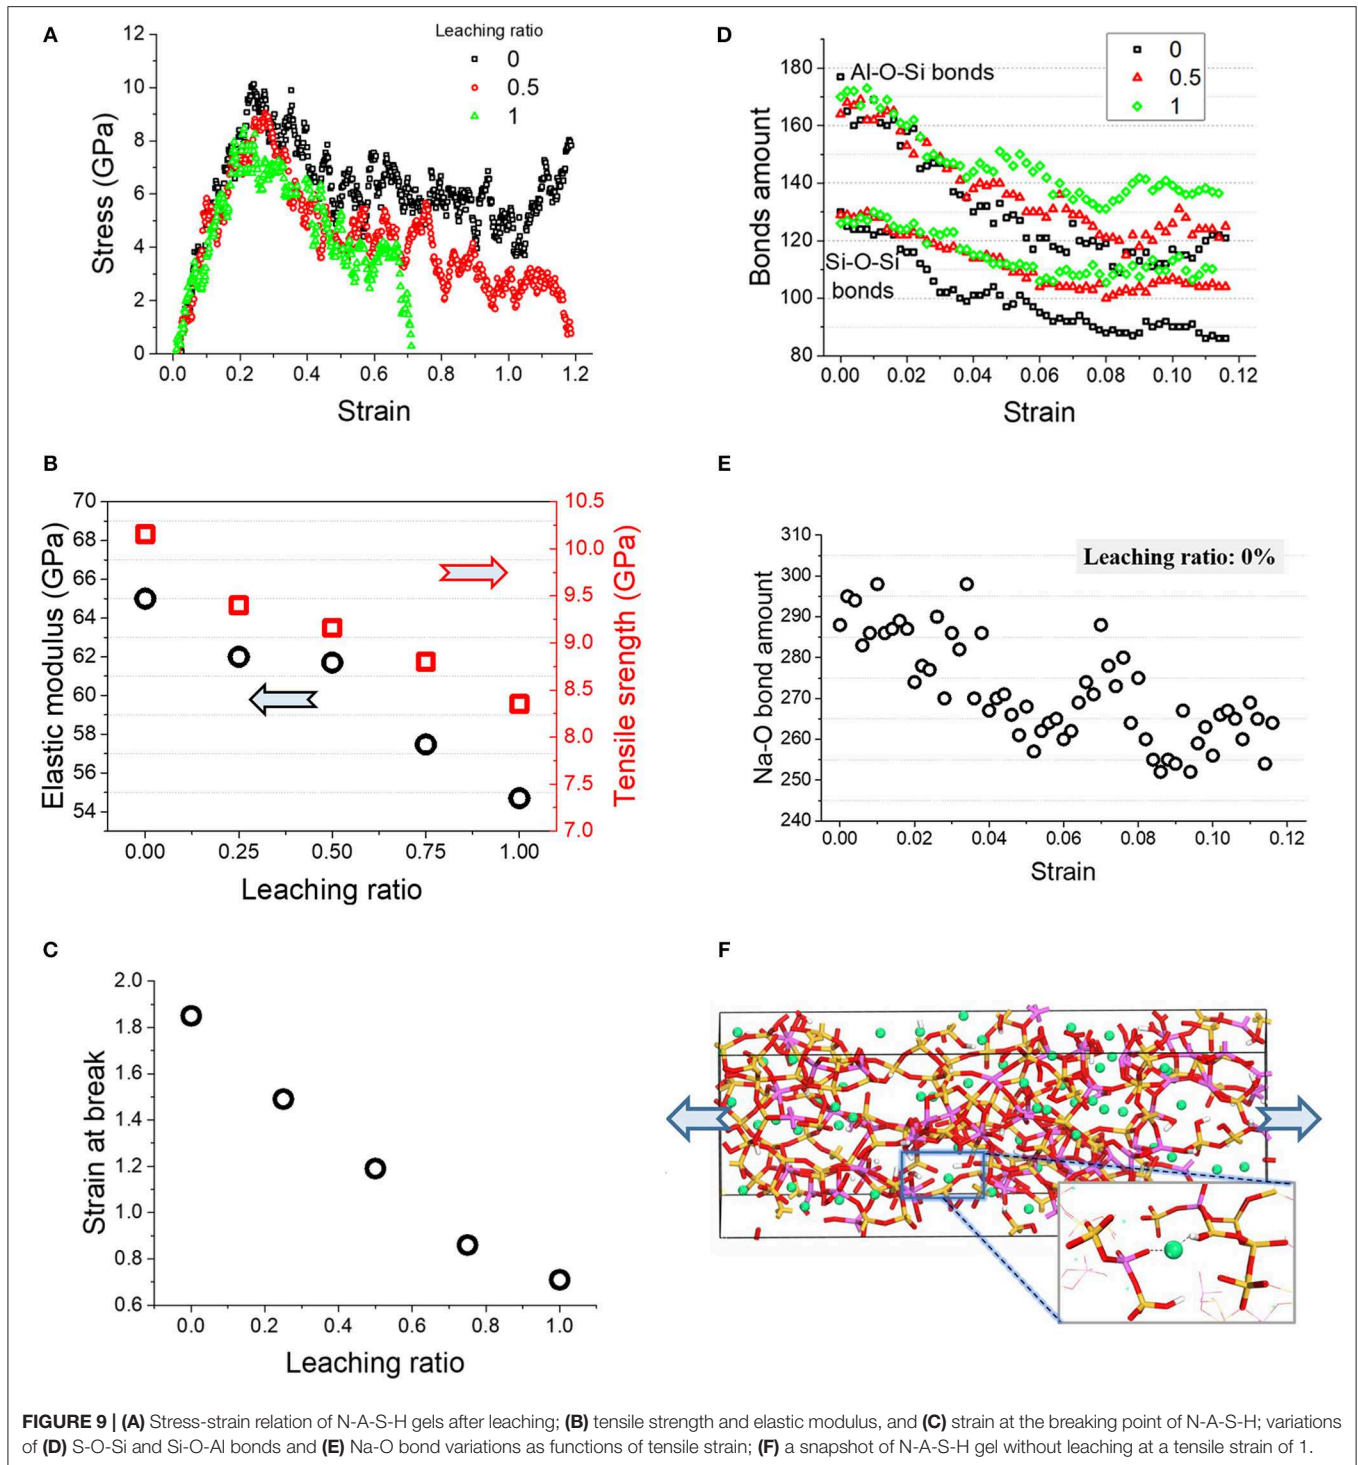 A
Leaching ratio
0
0.5
1
12
10
8
6
4
2
0
Stress (GPa)
0.0 0.2 0.4 0.6 0.8 1.0 1.2
Strain
D
0
0.5
1
Al-O-Si bonds
Si-O-Si
bonds
180
160
140
120
100
80
Bonds amount
0.00 0.02 0.04 0.06 0.08 0.10 0.12
Strain
B
70
68
66
64
62
60
58
56
54
Elastic modulus (GPa)
10.5
10.0
9.5
9.0
8.5
8.0
7.5
7.0
Tensile srength (GPa)
0.00 0.25 0.50 0.75 1.00
Leaching ratio
E
Leaching ratio: 0%
310
300
290
280
270
260
250
240
Na-O bond amount
0.00 0.02 0.04 0.06 0.08 0.10 0.12
Strain
C
2.0
1.8
1.6
1.4
1.2
1.0
0.8
0.6
Strain at break
0.0 0.2 0.4 0.6 0.8 1.0
Leaching ratio
F
FIGURE 9 | (A) Stress-strain relation of N-A-S-H gels after leaching; (B) tensile strength and elastic modulus, and (C) strain at the breaking point of N-A-S-H; variations
of (D) S-O-Si and Si-O-Al bonds and (E) Na-O bond variations as functions of tensile strain; (F) a snapshot of N-A-S-H gel without leaching at a tensile strain of 1.